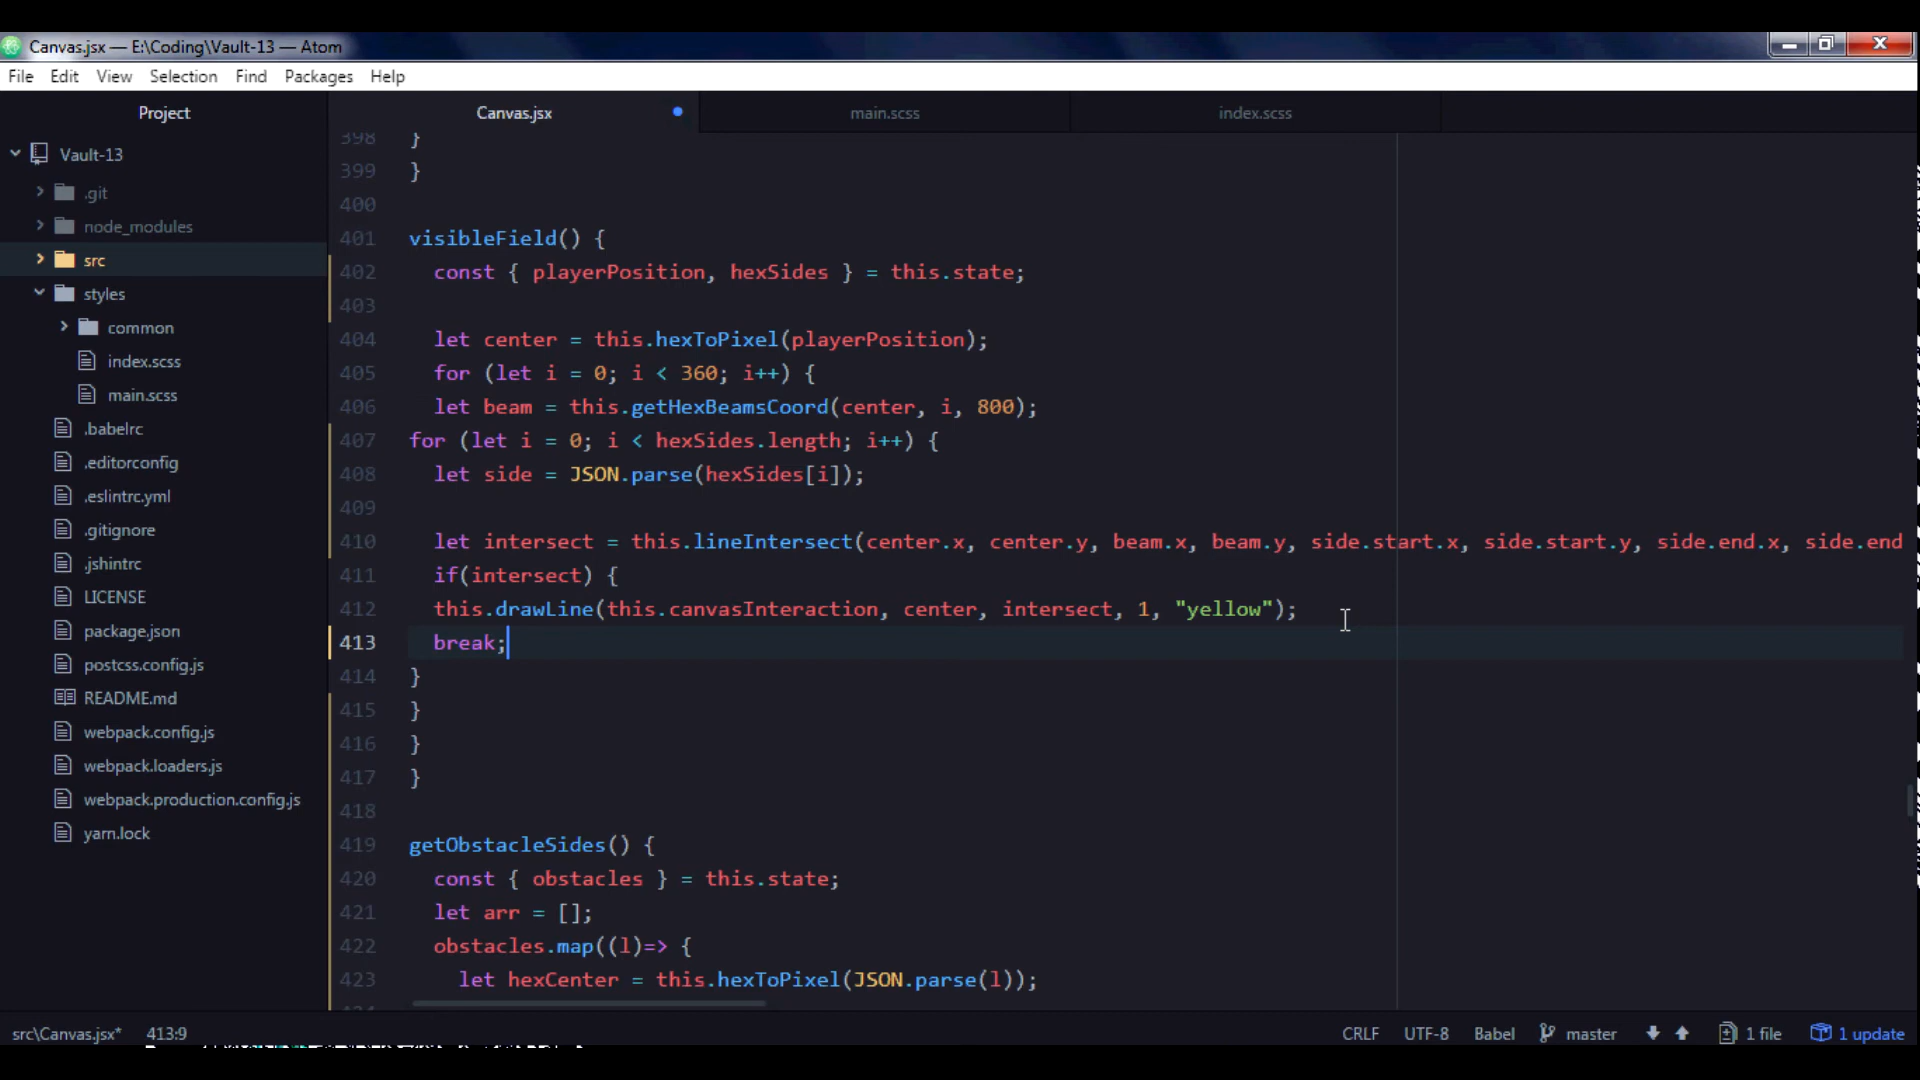 Canvas.jsx — E:\Coding\Vault-13 — Atom
File Edit View Selection Find Packages Help
Project
Canvas.jsx main.scss index.scss
Vault-13
.git
node_modules
src
styles
common
index.scss
main.scss
.babelrc
.editorconfig
.eslintrc.yml
.gitignore
.jshintrc
LICENSE
package.json
postcss.config.js
README.md
webpack.config.js
webpack.loaders.js
webpack.production.config.js
yarn.lock
398 }
399 }
400
401 visibleField() {
402 const { playerPosition, hexSides } = this.state;
403
404 let center = this.hexToPixel(playerPosition);
405 for (let i = 0; i < 360; i++) {
406 let beam = this.getHexBeamsCoord(center, i, 800);
407 for (let i = 0; i < hexSides.length; i++) {
408 let side = JSON.parse(hexSides[i]);
409
410 let intersect = this.lineIntersect(center.x, center.y, beam.x, beam.y, side.start.x, side.start.y, side.end.x, side.end
411 if(intersect) {
412 this.drawLine(this.canvasInteraction, center, intersect, 1, "yellow");
413 break;
414 }
415 }
416 }
417 }
418
419 getObstacleSides() {
420 const { obstacles } = this.state;
421 let arr = [];
422 obstacles.map((l)=> {
423 let hexCenter = this.hexToPixel(JSON.parse(l));
src\Canvas.jsx* 413:9 CRLF UTF-8 Babel master 1 file 1 update